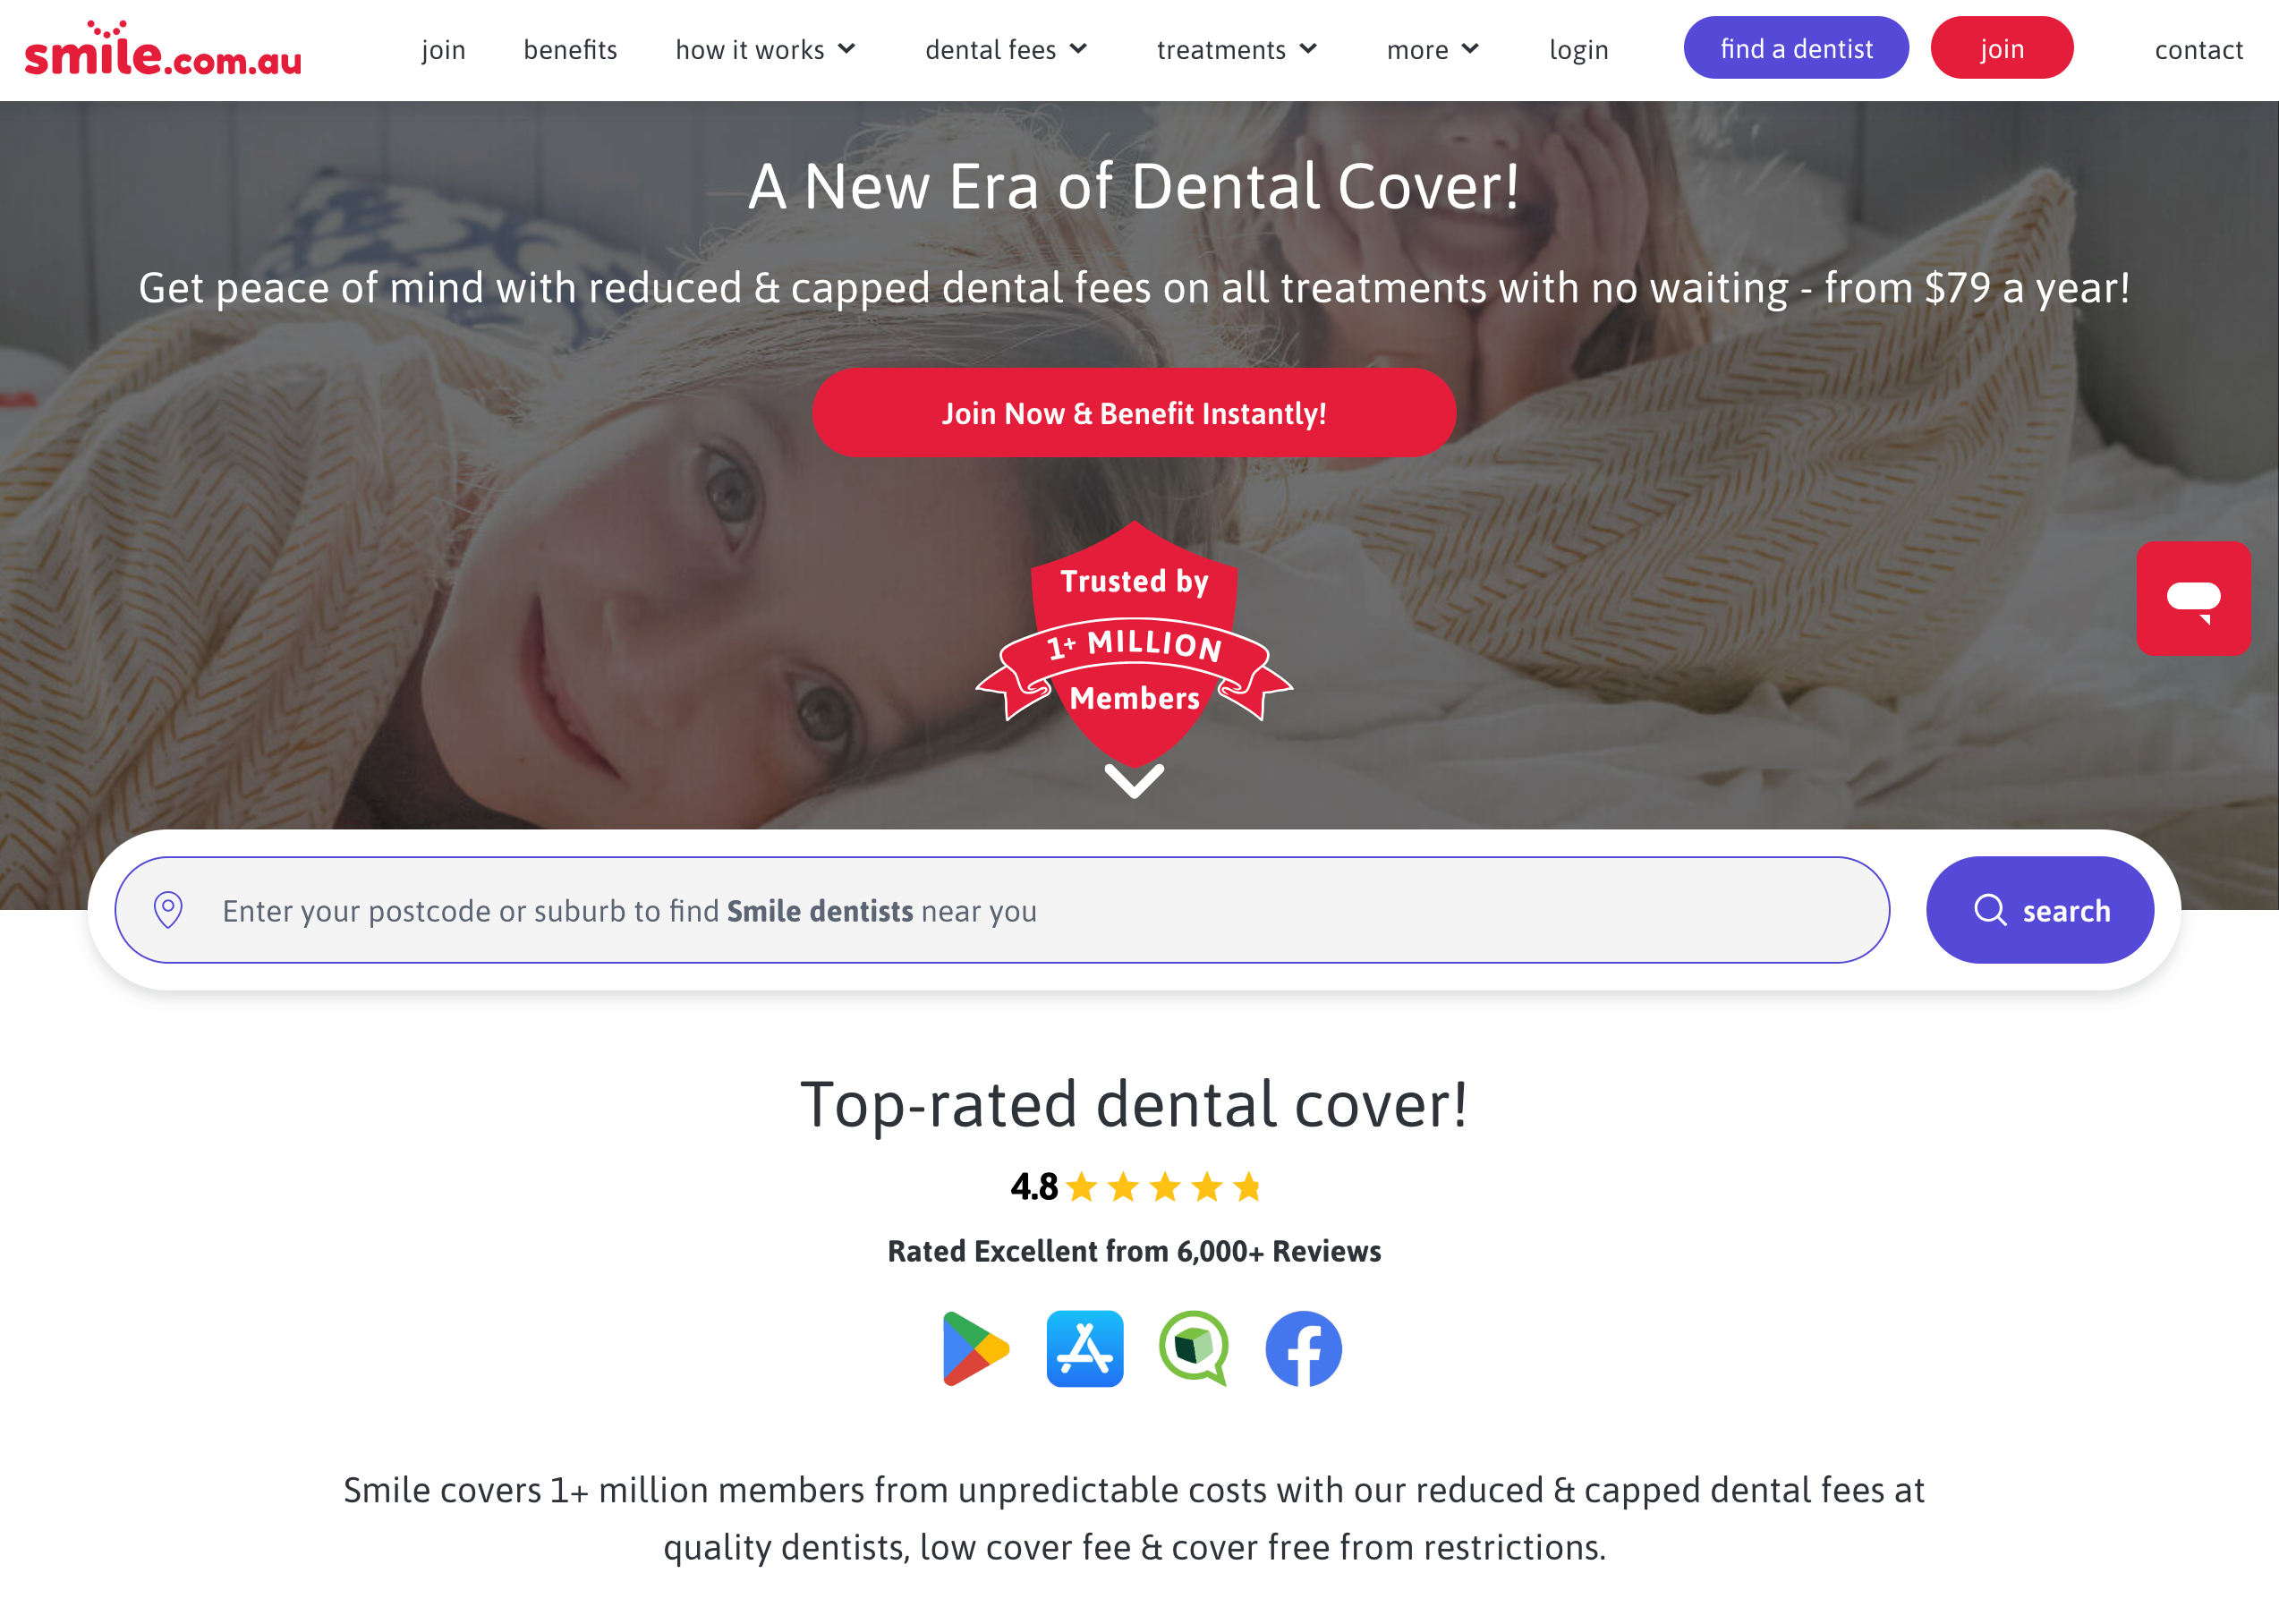 smile.com.au
join
benefits
how it works
dental fees
treatments
more
login
find a dentist
join
contact
A New Era of Dental Cover!
Get peace of mind with reduced & capped dental fees on all treatments with no waiting - from $79 a year!
Join Now & Benefit Instantly!
Trusted by
1+ MILLION
Members
Enter your postcode or suburb to find Smile dentists near you
search
Top-rated dental cover!
4.8
Rated Excellent from 6,000+ Reviews
Smile covers 1+ million members from unpredictable costs with our reduced & capped dental fees at
quality dentists, low cover fee & cover free from restrictions.